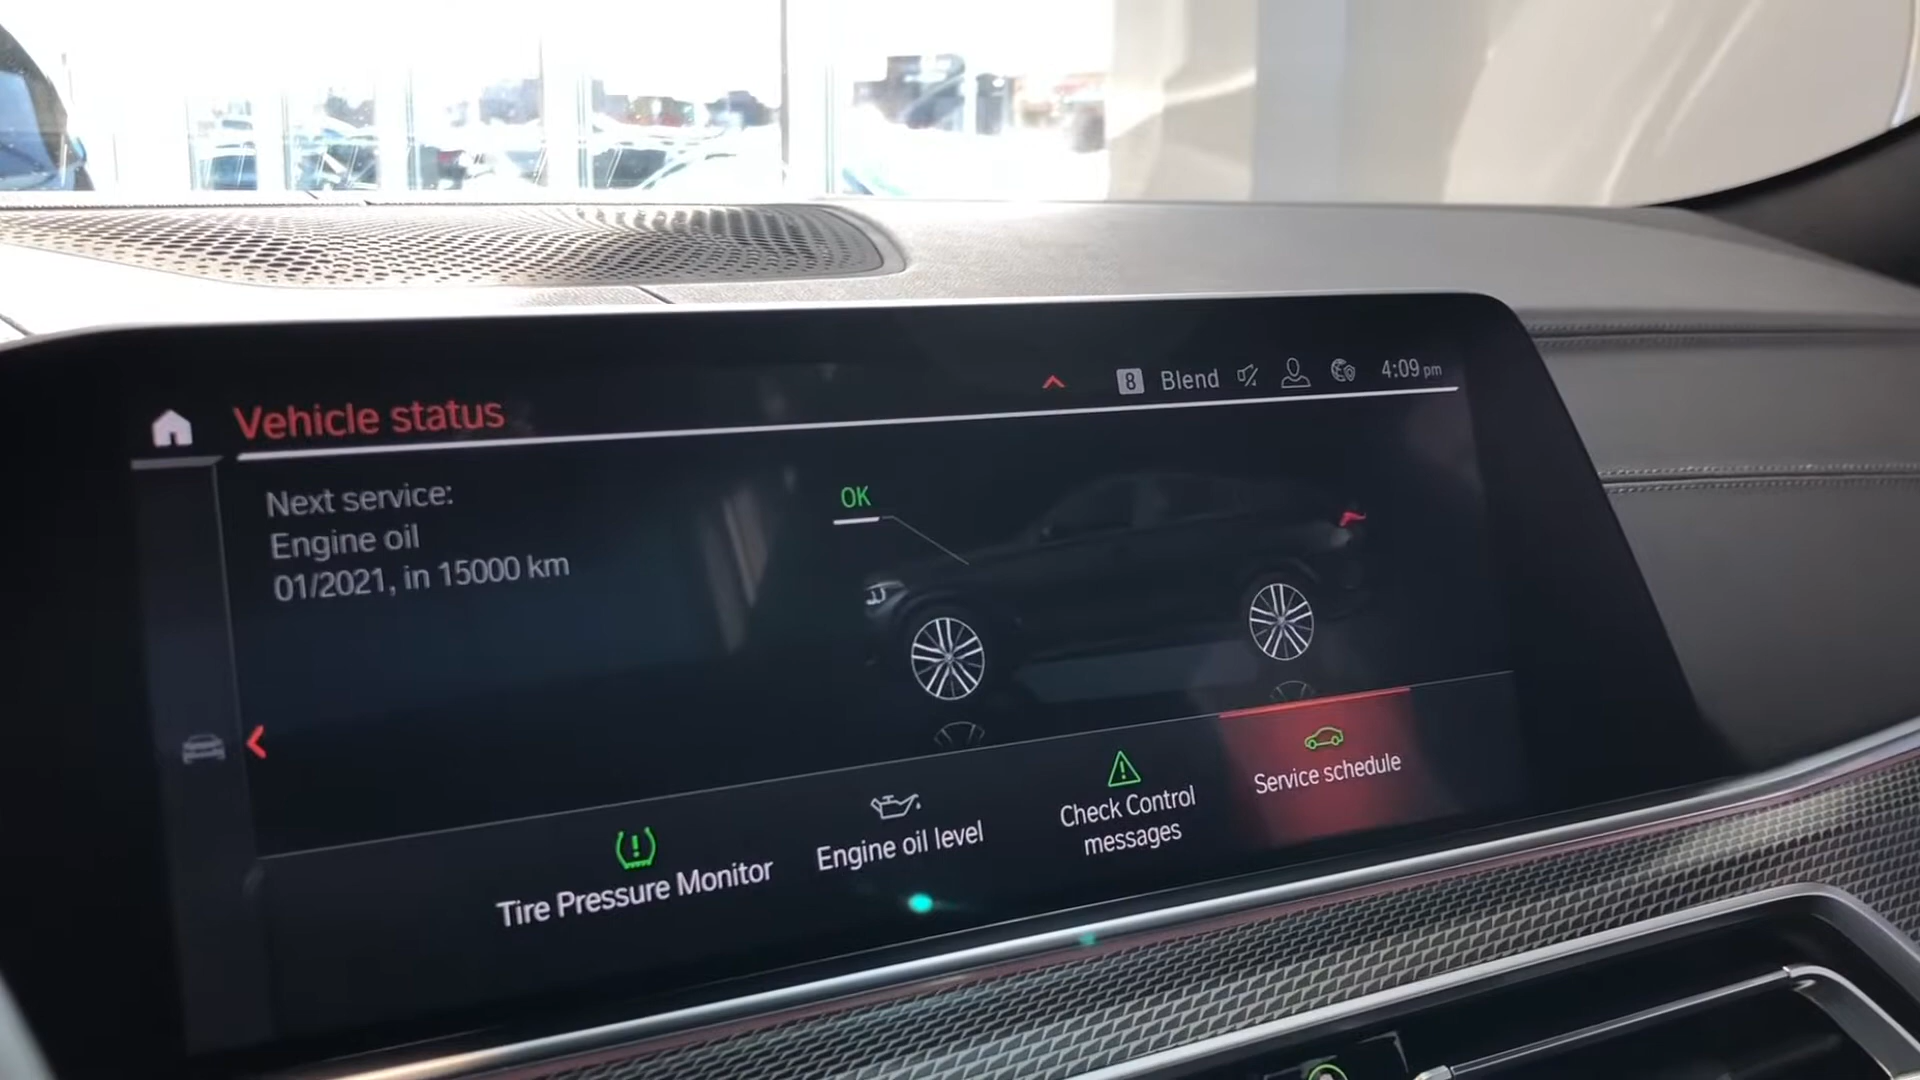 Vehicle status
8 Blend 4:09 pm
Next service:
Engine oil
01/2021, in 15000 km
OK
Tire Pressure Monitor
Engine oil level
Check Control
messages
Service schedule